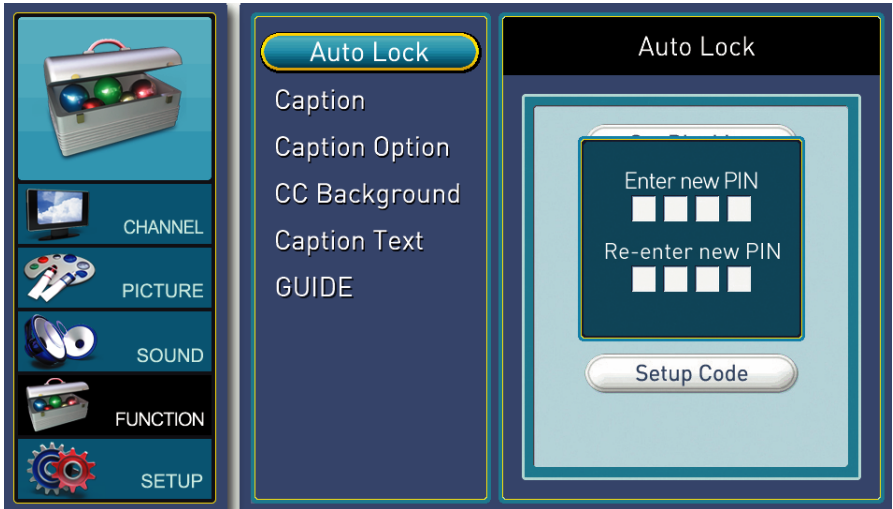 CHANNEL
PICTURE
SOUND
FUNCTION
SETUP
Auto Lock
Caption
Caption Option
CC Background
Caption Text
GUIDE
Auto Lock
Enter new PIN
Re-enter new PIN
Setup Code